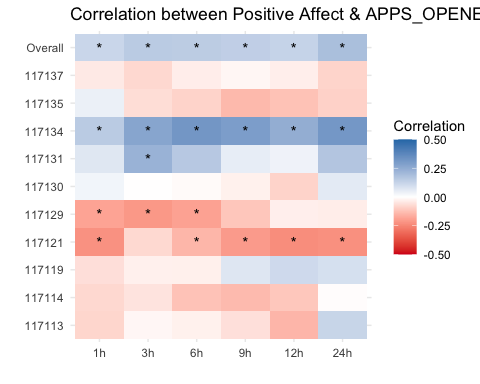 Correlation between Positive Affect & APPS_OPENE
Overall * * * * * *
117137
117135
117134 * * * * * *
117131 *
117130
117129 * * *
117121 * * * * *
117119
117114
117113
1h 3h 6h 9h 12h 24h
Correlation
0.50
0.25
0.00
-0.25
-0.50